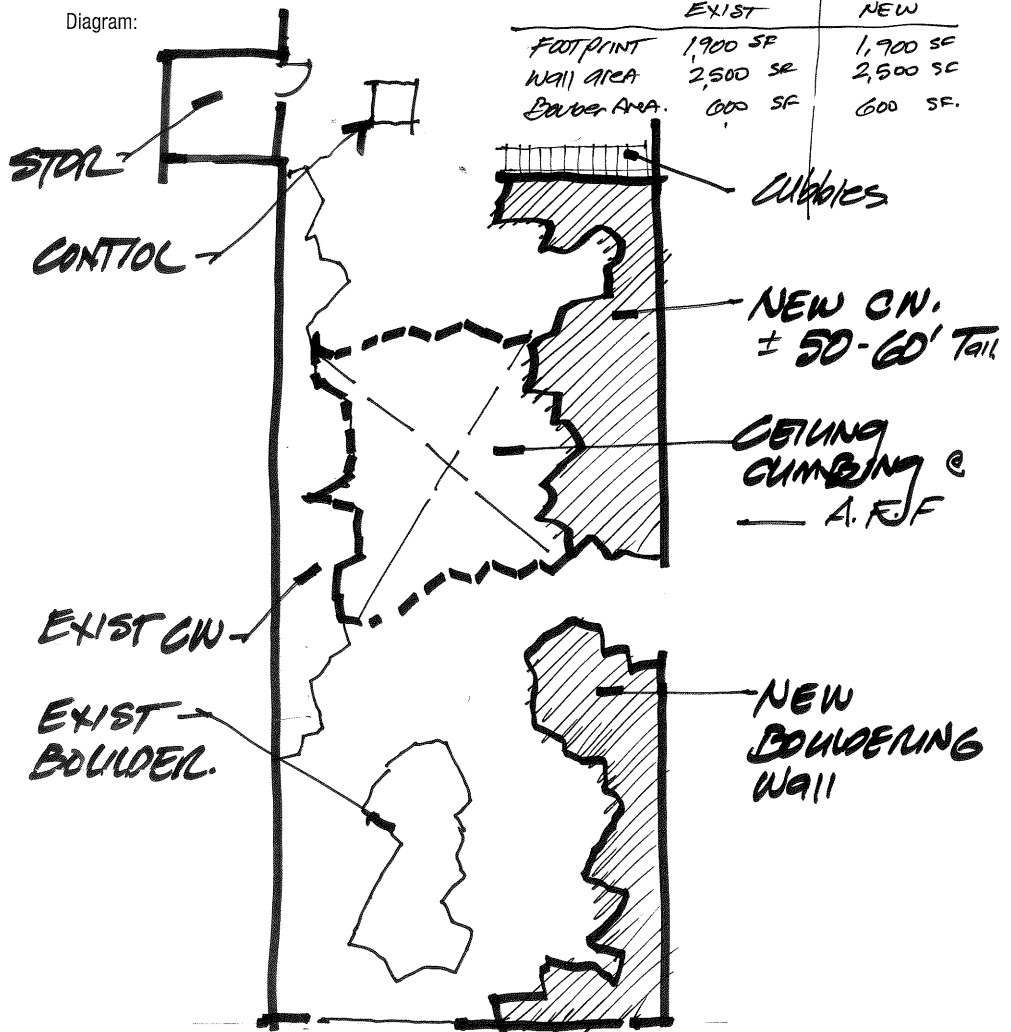 Diagram:
EXIST NEW
Footprint 1,900 SF 1,900 SF
Wall area 2,500 SF 2,500 SF
Boulder Area. 600 SF 600 SF.
STOR
Cubbies
CONTROL
NEW C.W.
± 50-60' Tall
CEILING
CLIMBING @
A.F.F
EXIST CW
EXIST
BOULDER.
NEW
BOULDERING
Wall